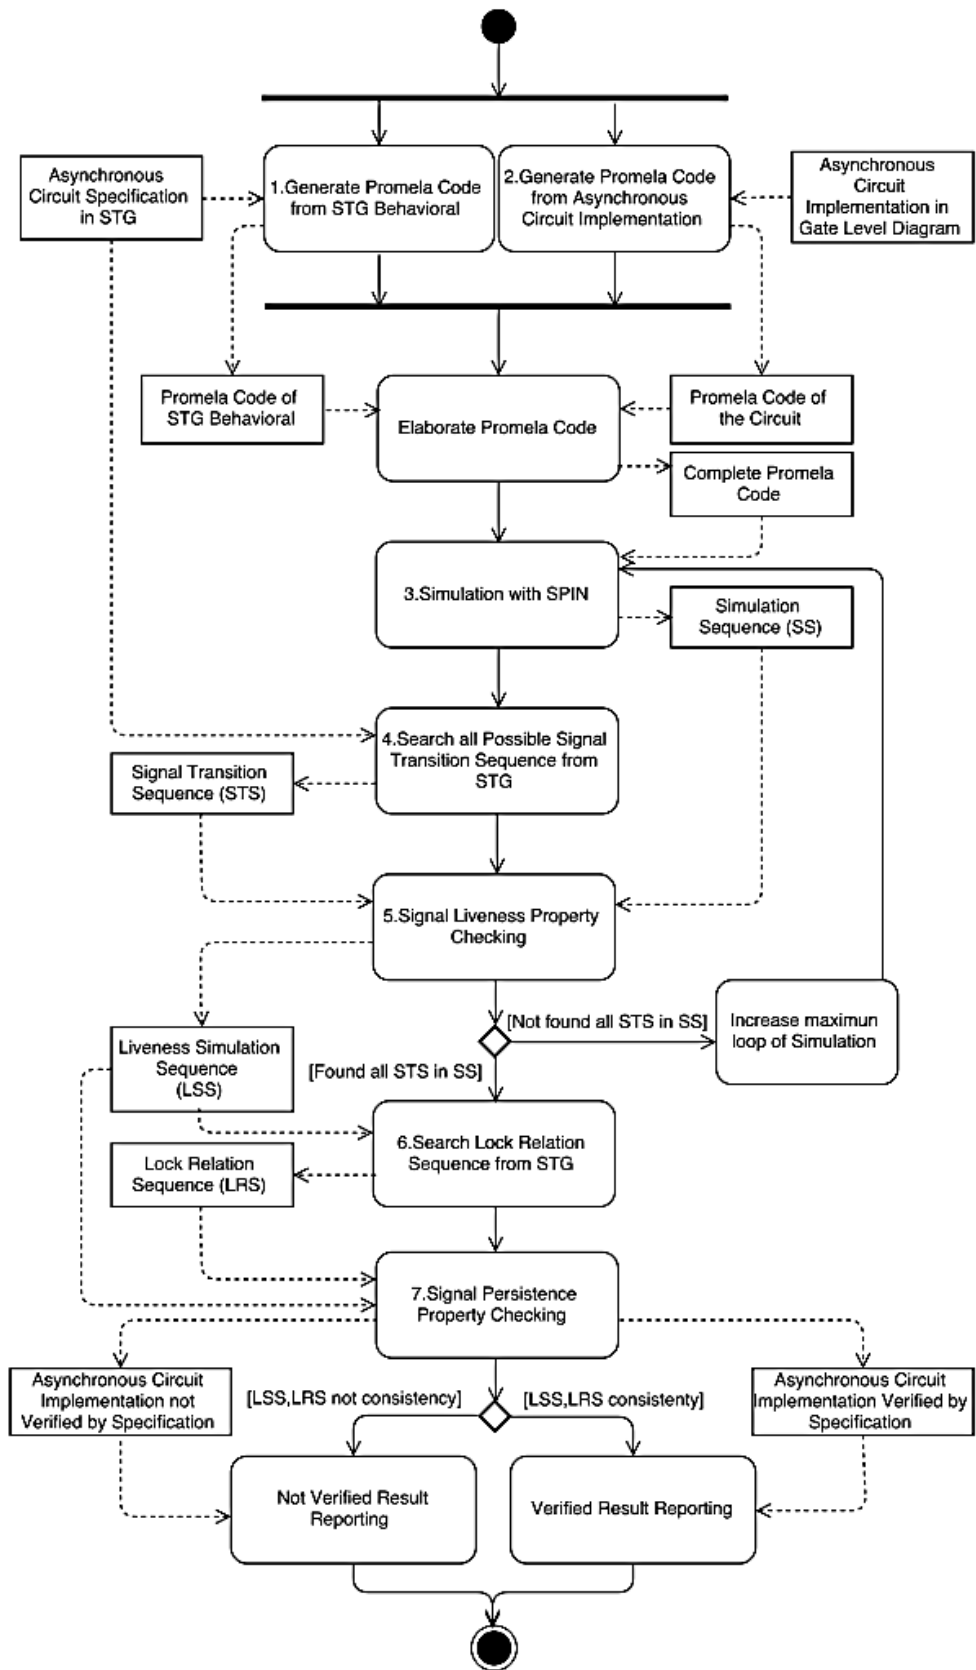 Asynchronous
Circuit Specification
in STG
1.Generate Promela Code
from STG Behavioral
2.Generate Promela Code
from Asynchronous
Circuit Implementation
Asynchronous
Circuit
Implementation in
Gate Level Diagram
Promela Code of
STG Behavioral
Elaborate Promela Code
Promela Code of
the Circuit
Complete Promela
Code
3.Simulation with SPIN
Simulation
Sequence (SS)
4.Search all Possible Signal
Transition Sequence from
STG
Signal Transition
Sequence (STS)
5.Signal Liveness Property
Checking
[Not found all STS in SS]
Increase maximun
loop of Simulation
Liveness Simulation
Sequence
(LSS)
[Found all STS in SS]
6.Search Lock Relation
Sequence from STG
Lock Relation
Sequence (LRS)
7.Signal Persistence
Property Checking
Asynchronous Circuit
Implementation not
Verified by Specification
[LSS,LRS not consistency]
[LSS,LRS consistenty]
Asynchronous Circuit
Implementation Verified by
Specification
Not Verified Result
Reporting
Verified Result Reporting